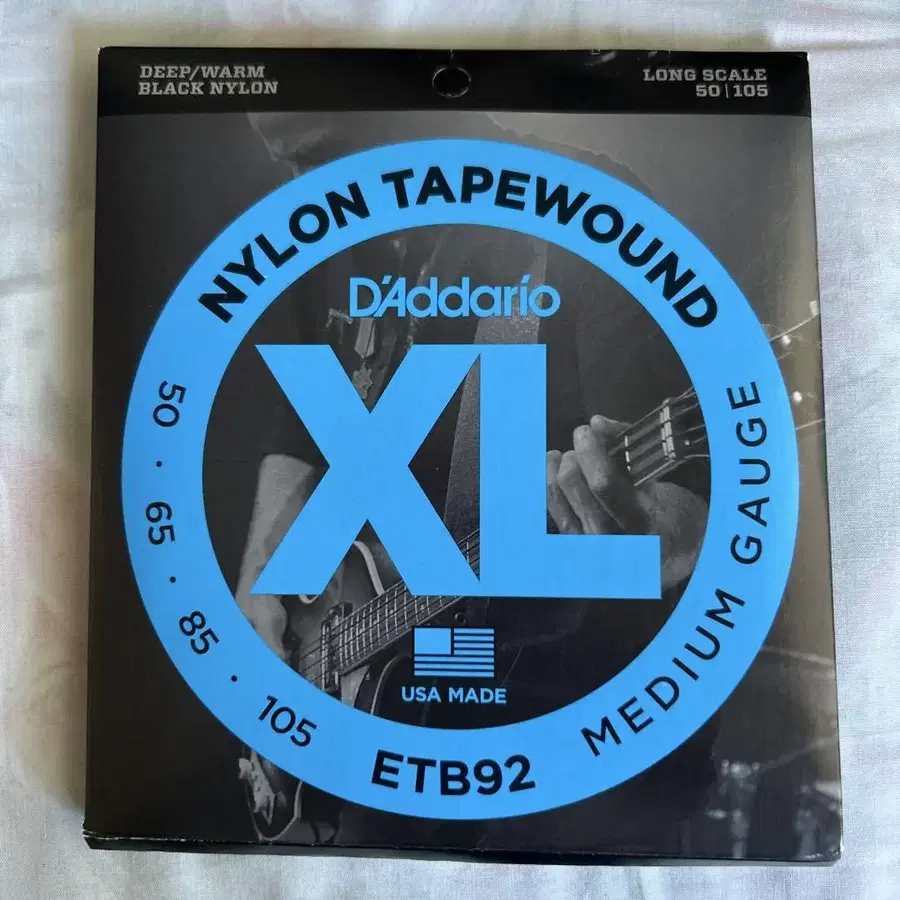 DEEP/WARM
BLACK NYLON
LONG SCALE
50|105
NYLON TAPEWOUND
D'Addario
XL
USA MADE
50 · 65 · 85 · 105
ETB92
MEDIUM GAUGE